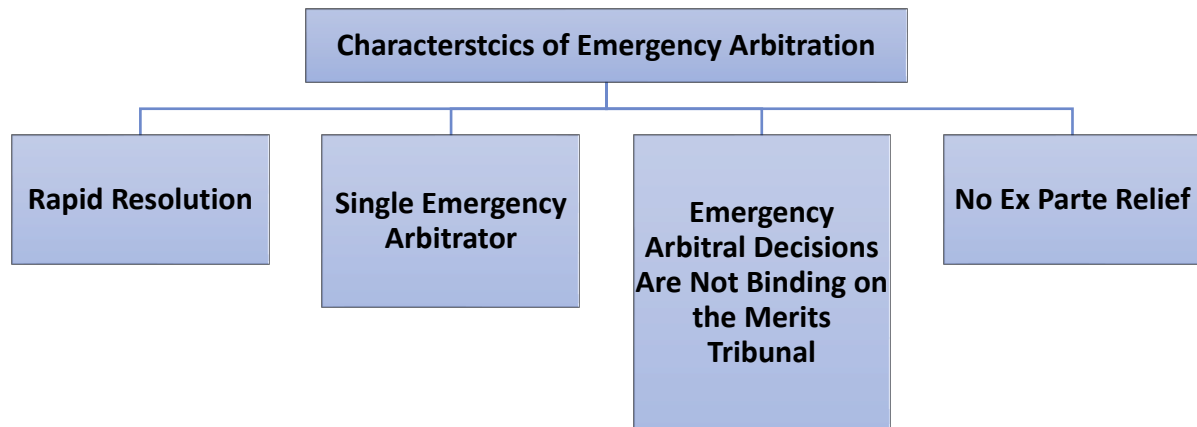 Characterstcics of Emergency Arbitration
Rapid Resolution
Single Emergency
Arbitrator
Emergency
Arbitral Decisions
Are Not Binding on
the Merits
Tribunal
No Ex Parte Relief